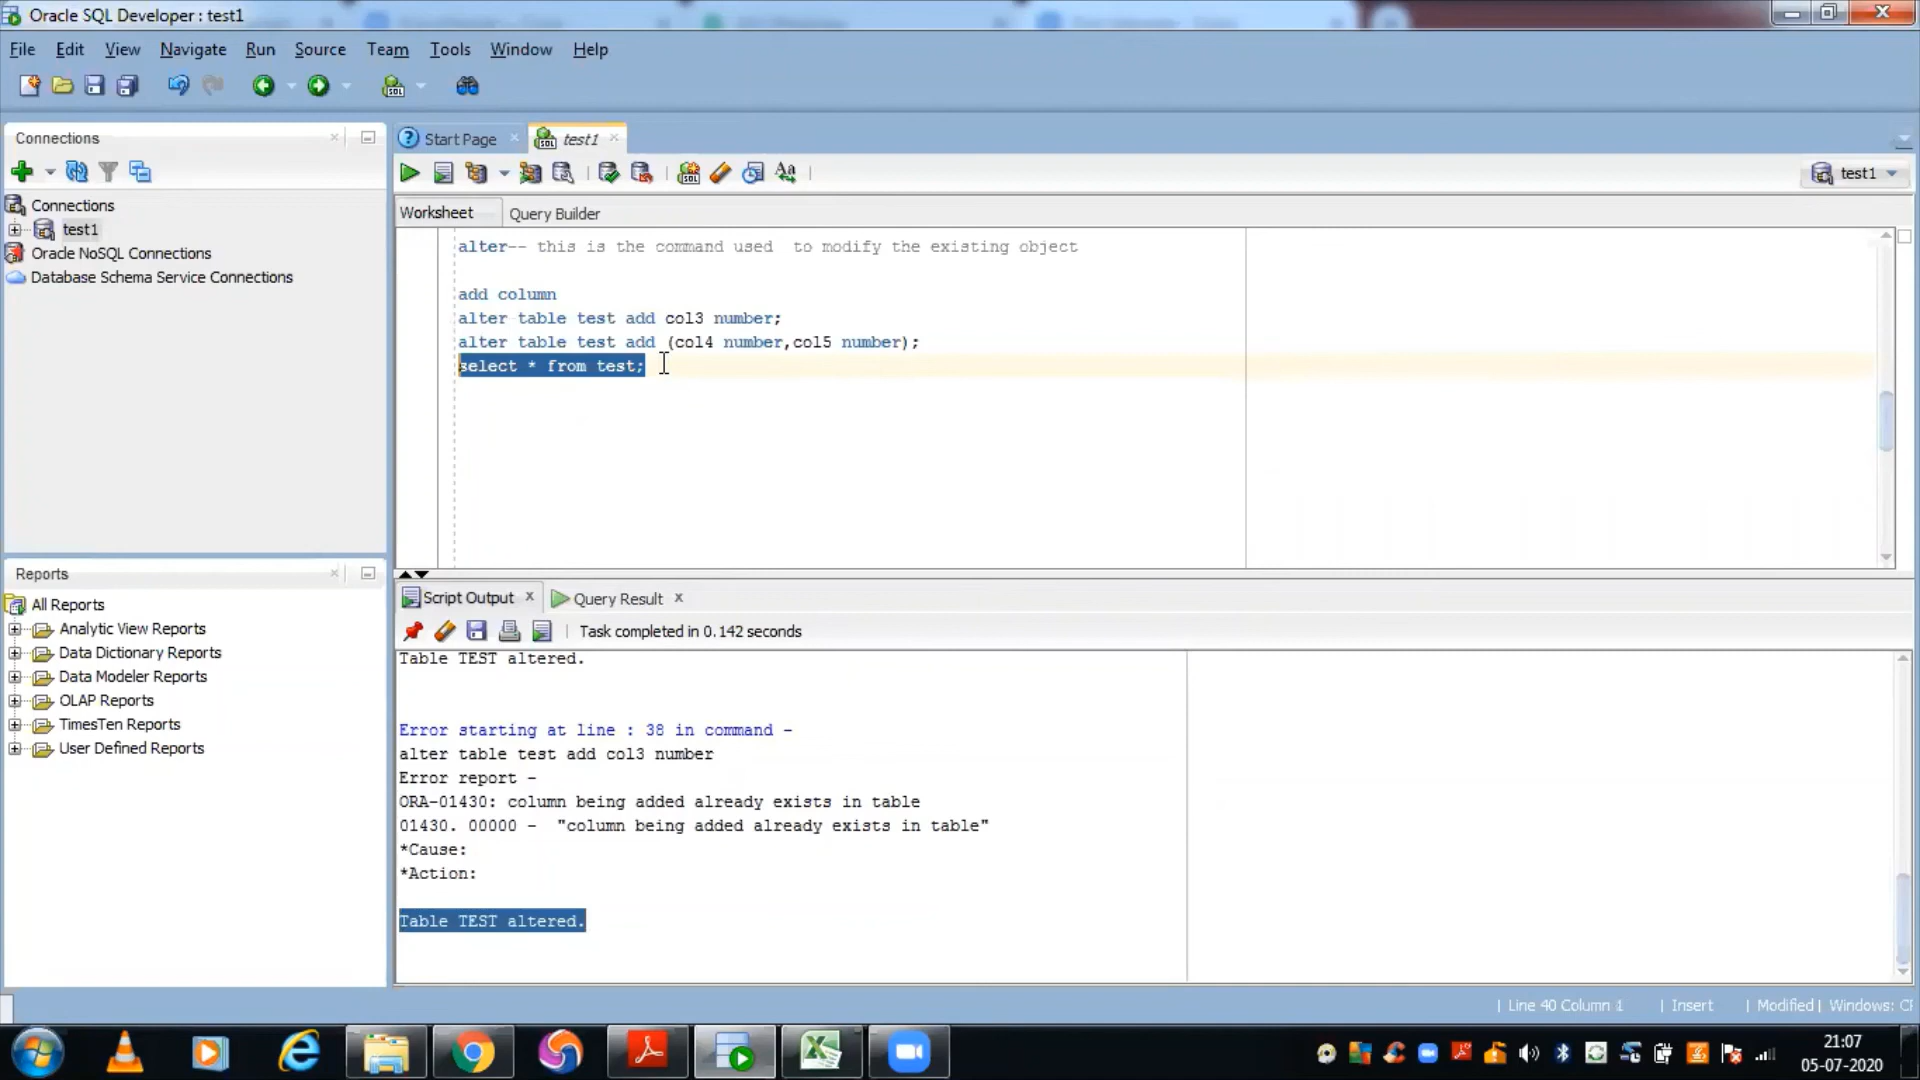 Oracle SQL Developer : test1
File Edit View Navigate Run Source Team Tools Window Help
Connections
Start Page
test1
test1
Connections
test1
Oracle NoSQL Connections
Database Schema Service Connections
Worksheet Query Builder
alter-- this is the command used  to modify the existing object
add column
alter table test add col3 number;
alter table test add (col4 number,col5 number);
select * from test;
Reports
All Reports
Analytic View Reports
Data Dictionary Reports
Data Modeler Reports
OLAP Reports
TimesTen Reports
User Defined Reports
Script Output Query Result
Task completed in 0.142 seconds
Table TEST altered.
Error starting at line : 38 in command -
alter table test add col3 number
Error report -
ORA-01430: column being added already exists in table
01430. 00000 -  "column being added already exists in table"
*Cause:
*Action:
Table TEST altered.
Line 40 Column 1 | Insert | Modified | Windows: CF
21:07
05-07-2020